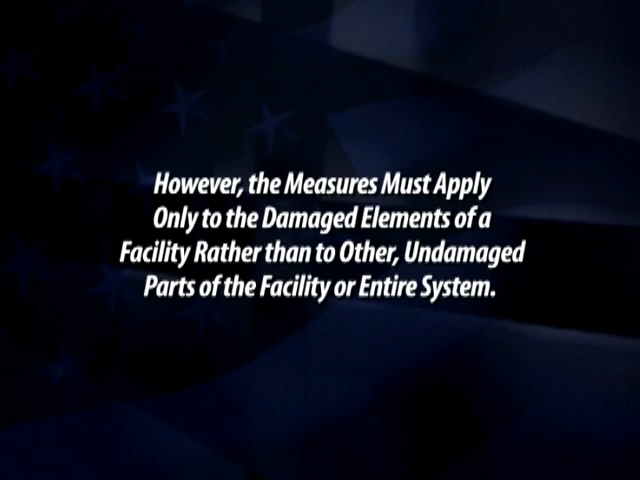 However, the Measures Must Apply
Only to the Damaged Elements of a
Facility Rather than to Other, Undamaged
Parts of the Facility or Entire System.